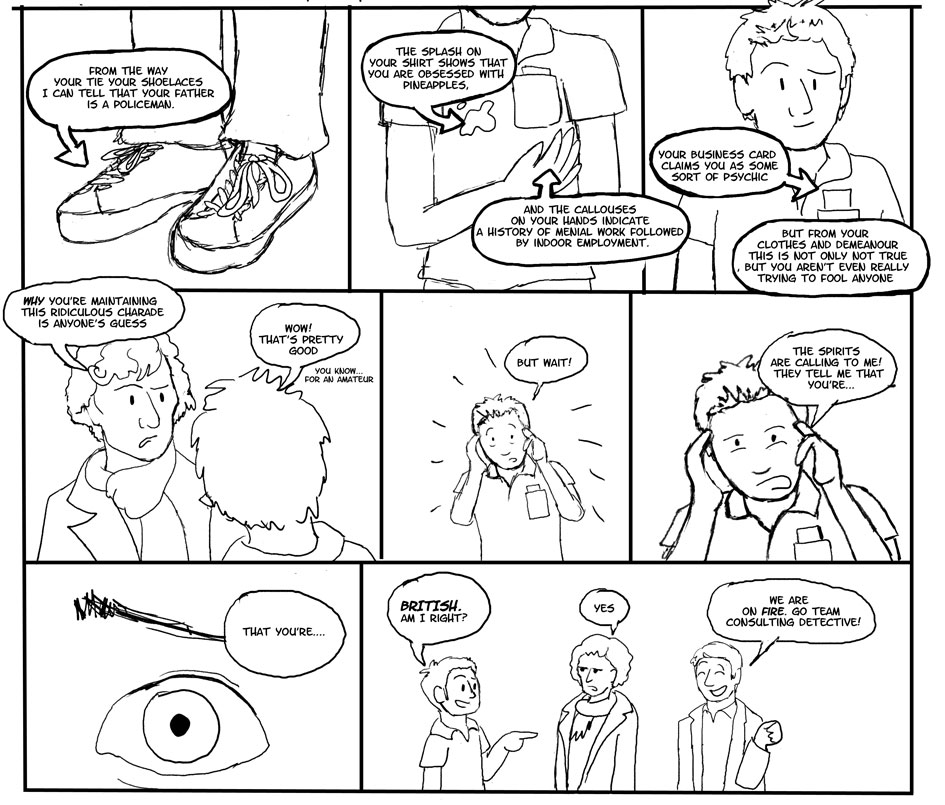 FROM THE WAY
YOUR TIE YOUR SHOELACES
I CAN TELL THAT YOUR FATHER
IS A POLICEMAN.
THE SPLASH ON
YOUR SHIRT SHOWS THAT
YOU ARE OBSESSED WITH
PINEAPPLES,
AND THE CALLOUSES
ON YOUR HANDS INDICATE
A HISTORY OF MENIAL WORK FOLLOWED
BY INDOOR EMPLOYMENT.
YOUR BUSINESS CARD
CLAIMS YOU AS SOME
SORT OF PSYCHIC
BUT FROM YOUR
CLOTHES AND DEMEANOUR
THIS IS NOT ONLY NOT TRUE
, BUT YOU AREN'T EVEN REALLY
TRYING TO FOOL ANYONE
WHY YOU'RE MAINTAINING
THIS RIDICULOUS CHARADE
IS ANYONE'S GUESS
WOW!
THAT'S PRETTY
GOOD
YOU KNOW...
FOR AN AMATEUR
BUT WAIT!
THE SPIRITS
ARE CALLING TO ME!
THEY TELL ME THAT
YOU'RE...
THAT YOU'RE....
BRITISH.
AM I RIGHT?
YES
WE ARE
ON FIRE. GO TEAM
CONSULTING DETECTIVE!